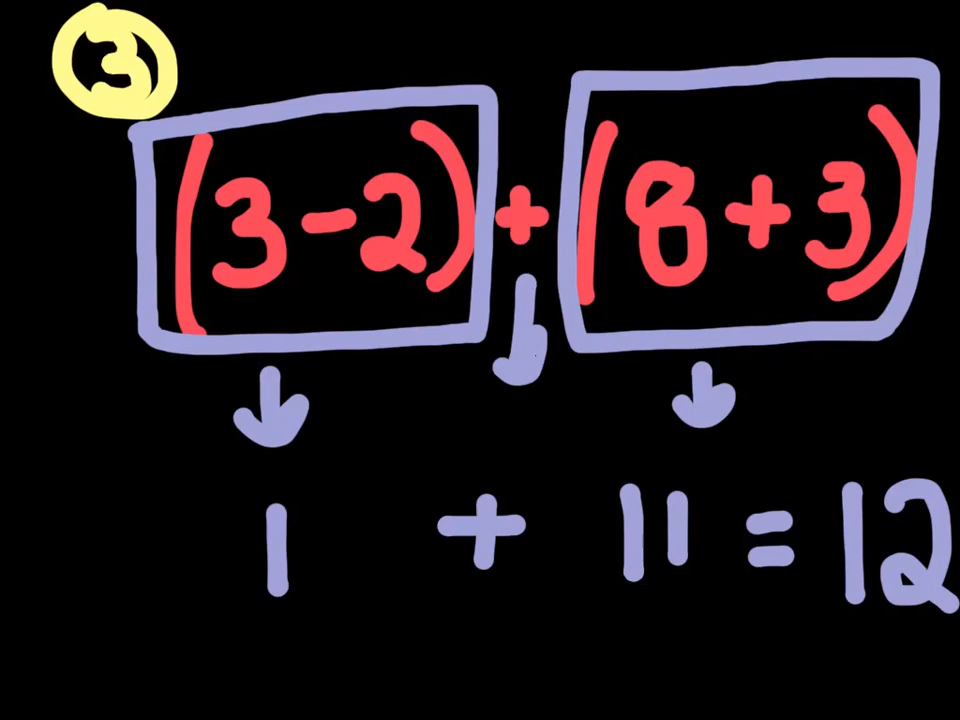 3
(3-2)+(8+3)
1 + 11 = 12